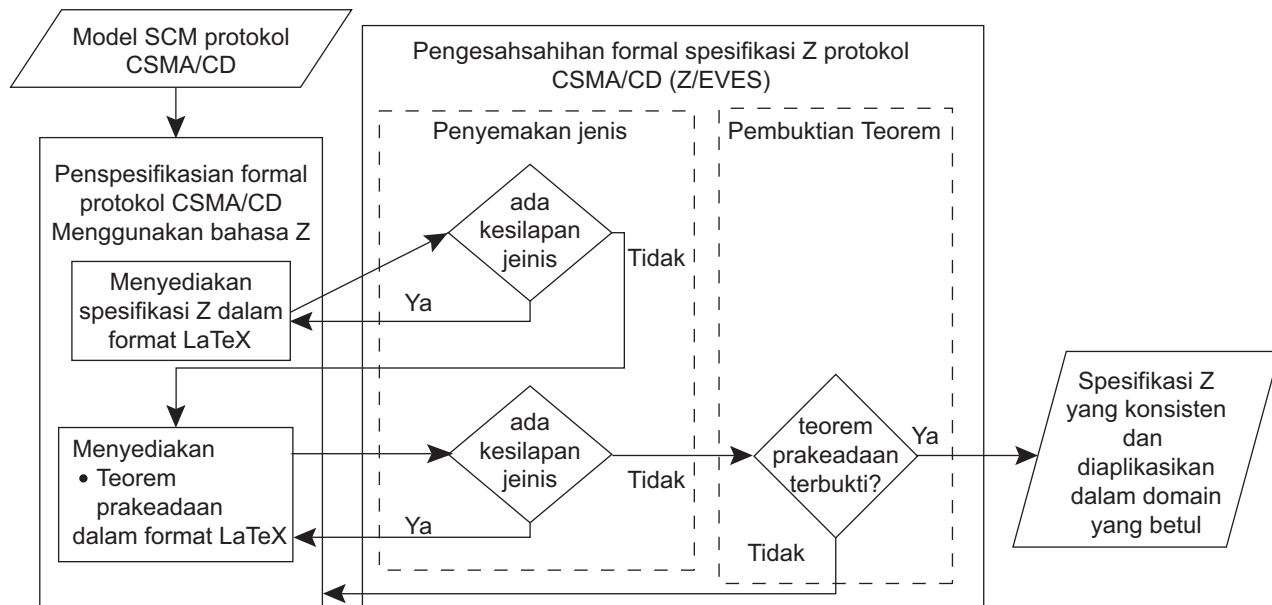 Model SCM protokol
CSMA/CD
Pengesahsahihan formal spesifikasi Z protokol
CSMA/CD (Z/EVES)
Penyemakan jenis
Pembuktian Teorem
Penspesifikasian formal
protokol CSMA/CD
Menggunakan bahasa Z
ada
kesilapan
jeinis
Tidak
Ya
Menyediakan
spesifikasi Z dalam
format LaTeX
Menyediakan
• Teorem
prakeadaan
dalam format LaTeX
ada
kesilapan
jeinis
Tidak
Ya
teorem
prakeadaan
terbukti?
Ya
Tidak
Spesifikasi Z
yang konsisten
dan
diaplikasikan
dalam domain
yang betul